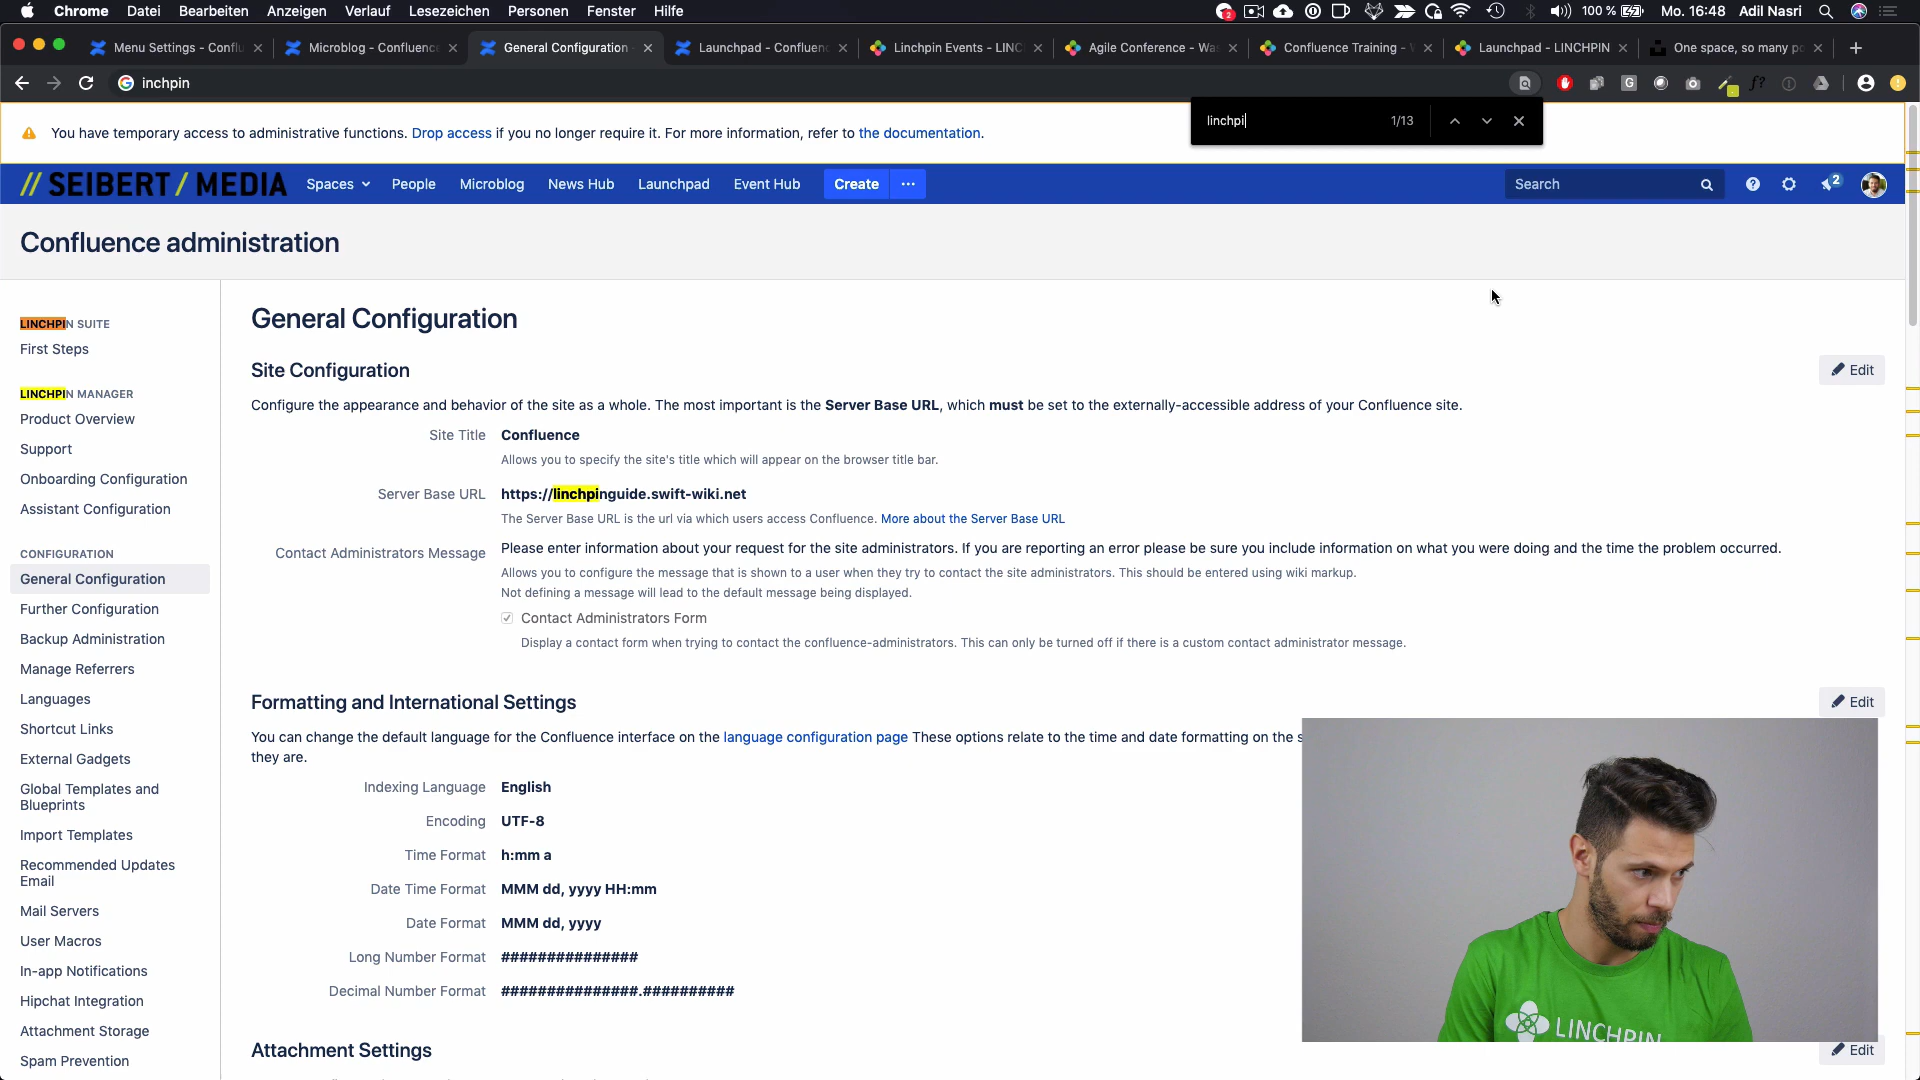 Chrome Datei Bearbeiten Anzeigen Verlauf Lesezeichen Personen Fenster Hilfe 2 100 % Mo. 16:48 Adil Nasri
Menu Settings - Conflu Microblog - Confluence General Configuration - Launchpad - Confluenc Linchpin Events - LINC Agile Conference - Wa Confluence Training - Launchpad - LINCHPIN One space, so many po
inchpin
linchpi 1/13
You have temporary access to administrative functions. Drop access if you no longer require it. For more information, refer to the documentation.
// SEIBERT / MEDIA Spaces People Microblog News Hub Launchpad Event Hub Create ••• Search 2
Confluence administration
LINCHPIN SUITE
First Steps
LINCHPIN MANAGER
Product Overview
Support
Onboarding Configuration
Assistant Configuration
CONFIGURATION
General Configuration
Further Configuration
Backup Administration
Manage Referrers
Languages
Shortcut Links
External Gadgets
Global Templates and
Blueprints
Import Templates
Recommended Updates
Email
Mail Servers
User Macros
In-app Notifications
Hipchat Integration
Attachment Storage
Spam Prevention
General Configuration
Site Configuration Edit
Configure the appearance and behavior of the site as a whole. The most important is the Server Base URL, which must be set to the externally-accessible address of your Confluence site.
Site Title Confluence
Allows you to specify the site's title which will appear on the browser title bar.
Server Base URL https://linchpinguide.swift-wiki.net
The Server Base URL is the url via which users access Confluence. More about the Server Base URL
Contact Administrators Message Please enter information about your request for the site administrators. If you are reporting an error please be sure you include information on what you were doing and the time the problem occurred.
Allows you to configure the message that is shown to a user when they try to contact the site administrators. This should be entered using wiki markup.
Not defining a message will lead to the default message being displayed.
Contact Administrators Form
Display a contact form when trying to contact the confluence-administrators. This can only be turned off if there is a custom contact administrator message.
Formatting and International Settings Edit
You can change the default language for the Confluence interface on the language configuration page These options relate to the time and date formatting on the s
they are.
Indexing Language English
Encoding UTF-8
Time Format h:mm a
Date Time Format MMM dd, yyyy HH:mm
Date Format MMM dd, yyyy
Long Number Format ###############
Decimal Number Format ###############.##########
Attachment Settings Edit
LINCHPIN